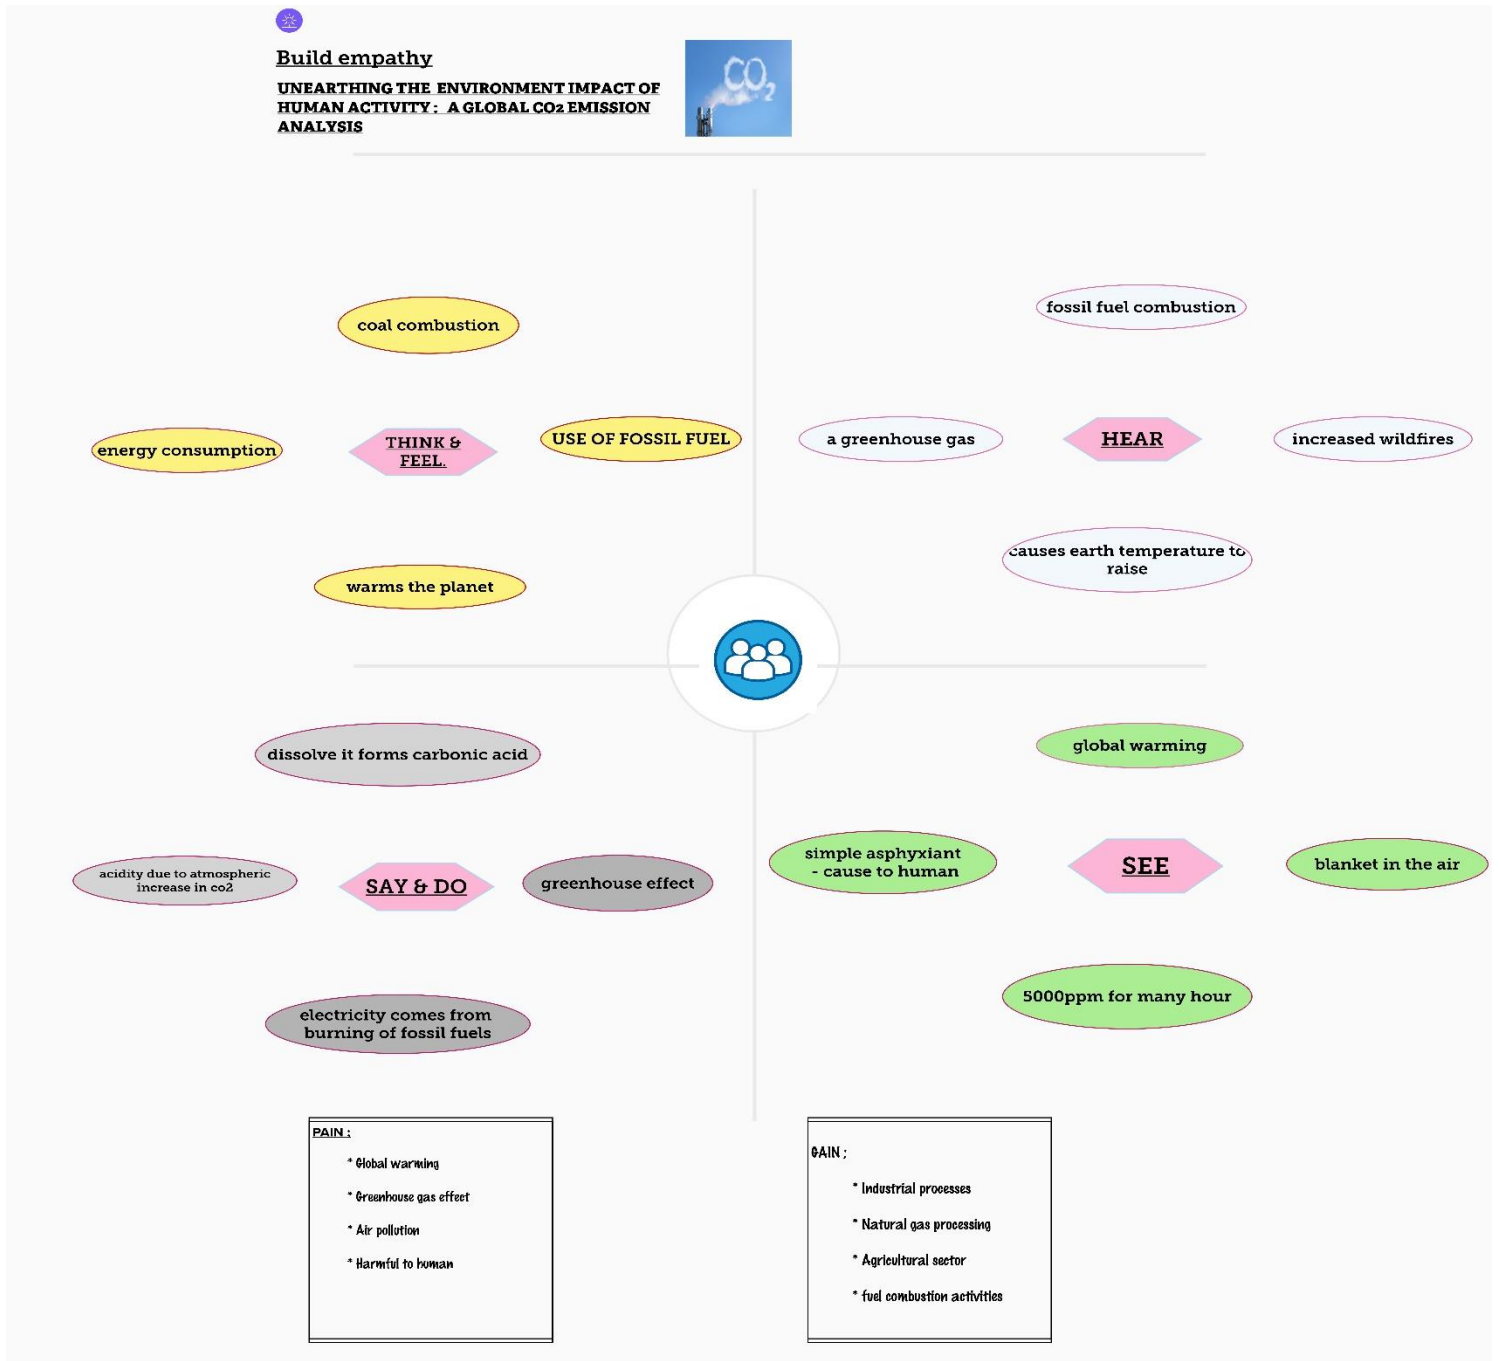 Build empathy
UNEARTHING THE ENVIRONMENT IMPACT OF
HUMAN ACTIVITY : A GLOBAL CO2 EMISSION
ANALYSIS
CO2
coal combustion
energy consumption
THINK &
FEEL.
USE OF FOSSIL FUEL
warms the planet
fossil fuel combustion
a greenhouse gas
HEAR
increased wildfires
causes earth temperature to
raise
dissolve it forms carbonic acid
acidity due to atmospheric
increase in co2
SAY & DO
greenhouse effect
electricity comes from
burning of fossil fuels
global warming
simple asphyxiant
- cause to human
SEE
blanket in the air
5000ppm for many hour
PAIN :
* Global warming
* Greenhouse gas effect
* Air pollution
* Harmful to human
GAIN ;
* Industrial processes
* Natural gas processing
* Agricultural sector
* fuel combustion activities